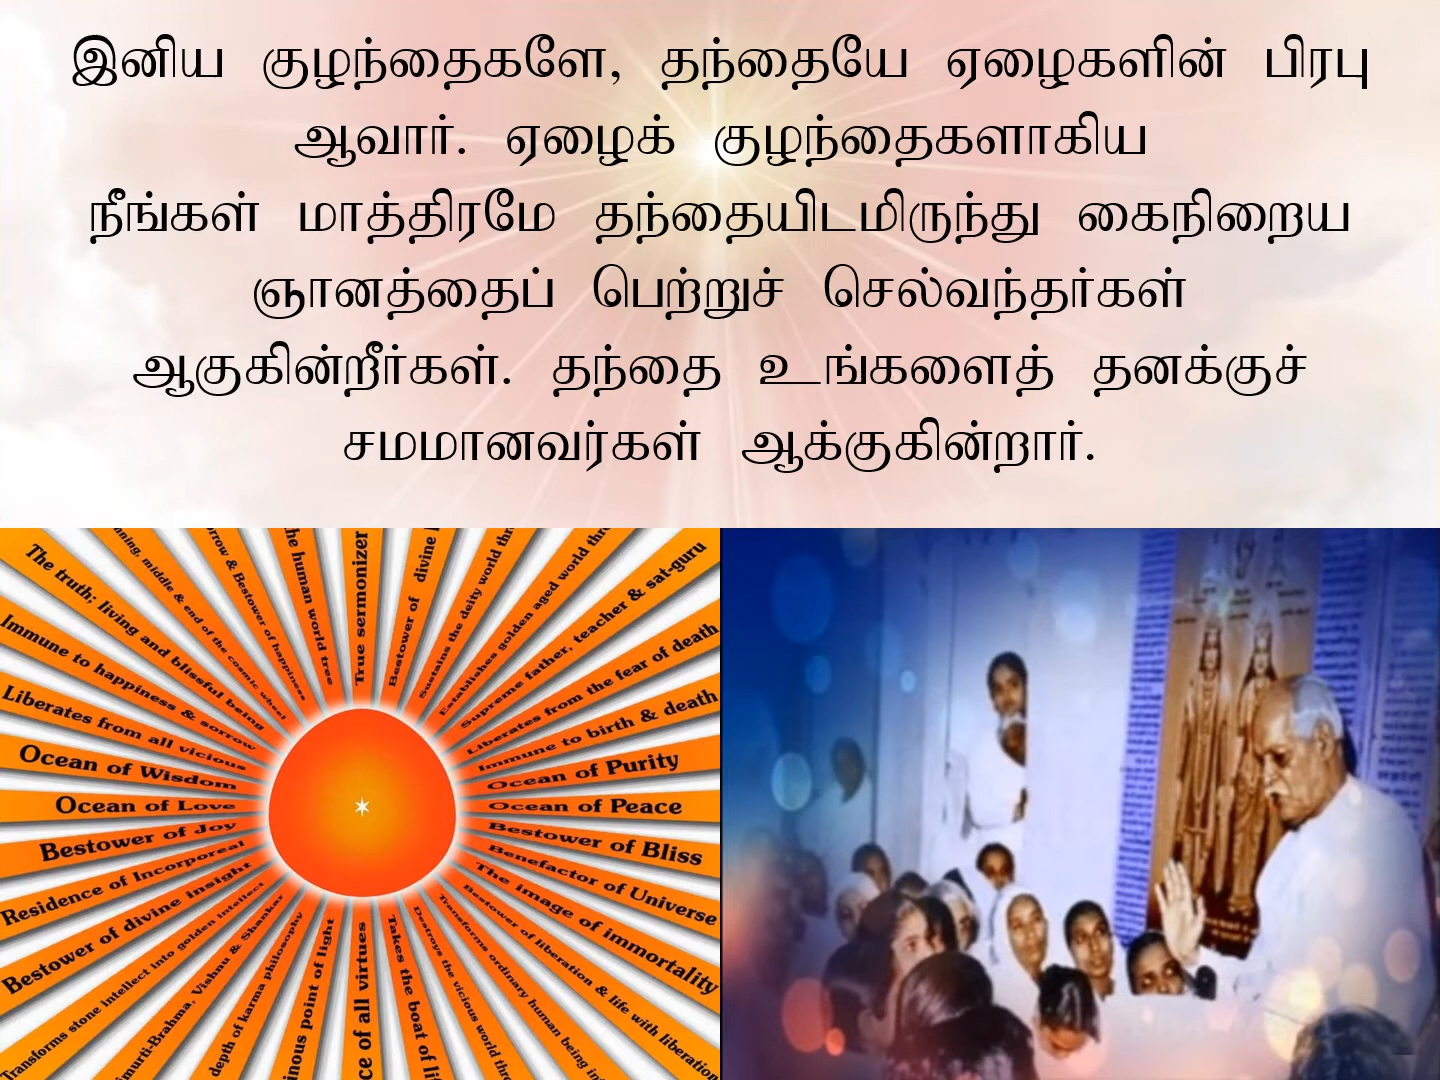 இனிய குழந்தைகளே, தந்தையே ஏழைகளின் பிரபு
ஆவார். ஏழைக் குழந்தைகளாகிய
நீங்கள் மாத்திரமே தந்தையிடமிருந்து கைநிறைய
ஞானத்தைப் பெற்றுச் செல்வந்தர்கள்
ஆகுகின்றீர்கள். தந்தை உங்களைத் தனக்குச்
சமமானவர்கள் ஆக்குகின்றார்.
The truth; living and blissful being
Immune to happiness & sorrow
Liberates from all vicious
Ocean of Wisdom
Ocean of Love
Bestower of Joy
Residence of Incorporeal
Bestower of divine insight
Transforms stone intellect into golden intellect
Brahma, Vishnu & Shankar
depth of karma philosophy
point of light
of all virtues
Takes the boat of
Destroys the vicious world
Transforms ordinary human being
Bestower of liberation & life with liberation
The image of immortality
Benefactor of Universe
Bestower of Bliss
Ocean of Peace
Ocean of Purity
Immune to birth & death
Liberates from the fear of death
Supreme father, teacher & sat-guru
Establishes golden aged world
Sustains the deity world
Bestower of divine
True sermonizer
the human world tree
& Bestower of happiness
middle & end of the cosmic wheel